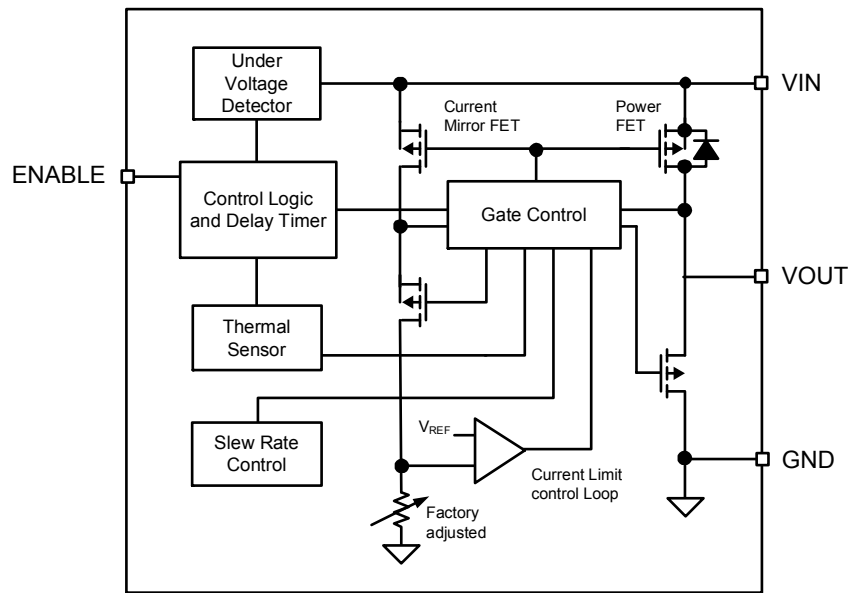 Under
Voltage
Detector
VIN
Current
Mirror FET
Power
FET
ENABLE
Control Logic
and Delay Timer
Gate Control
VOUT
Thermal
Sensor
Slew Rate
Control
VREF
Current Limit
control Loop
GND
Factory
adjusted